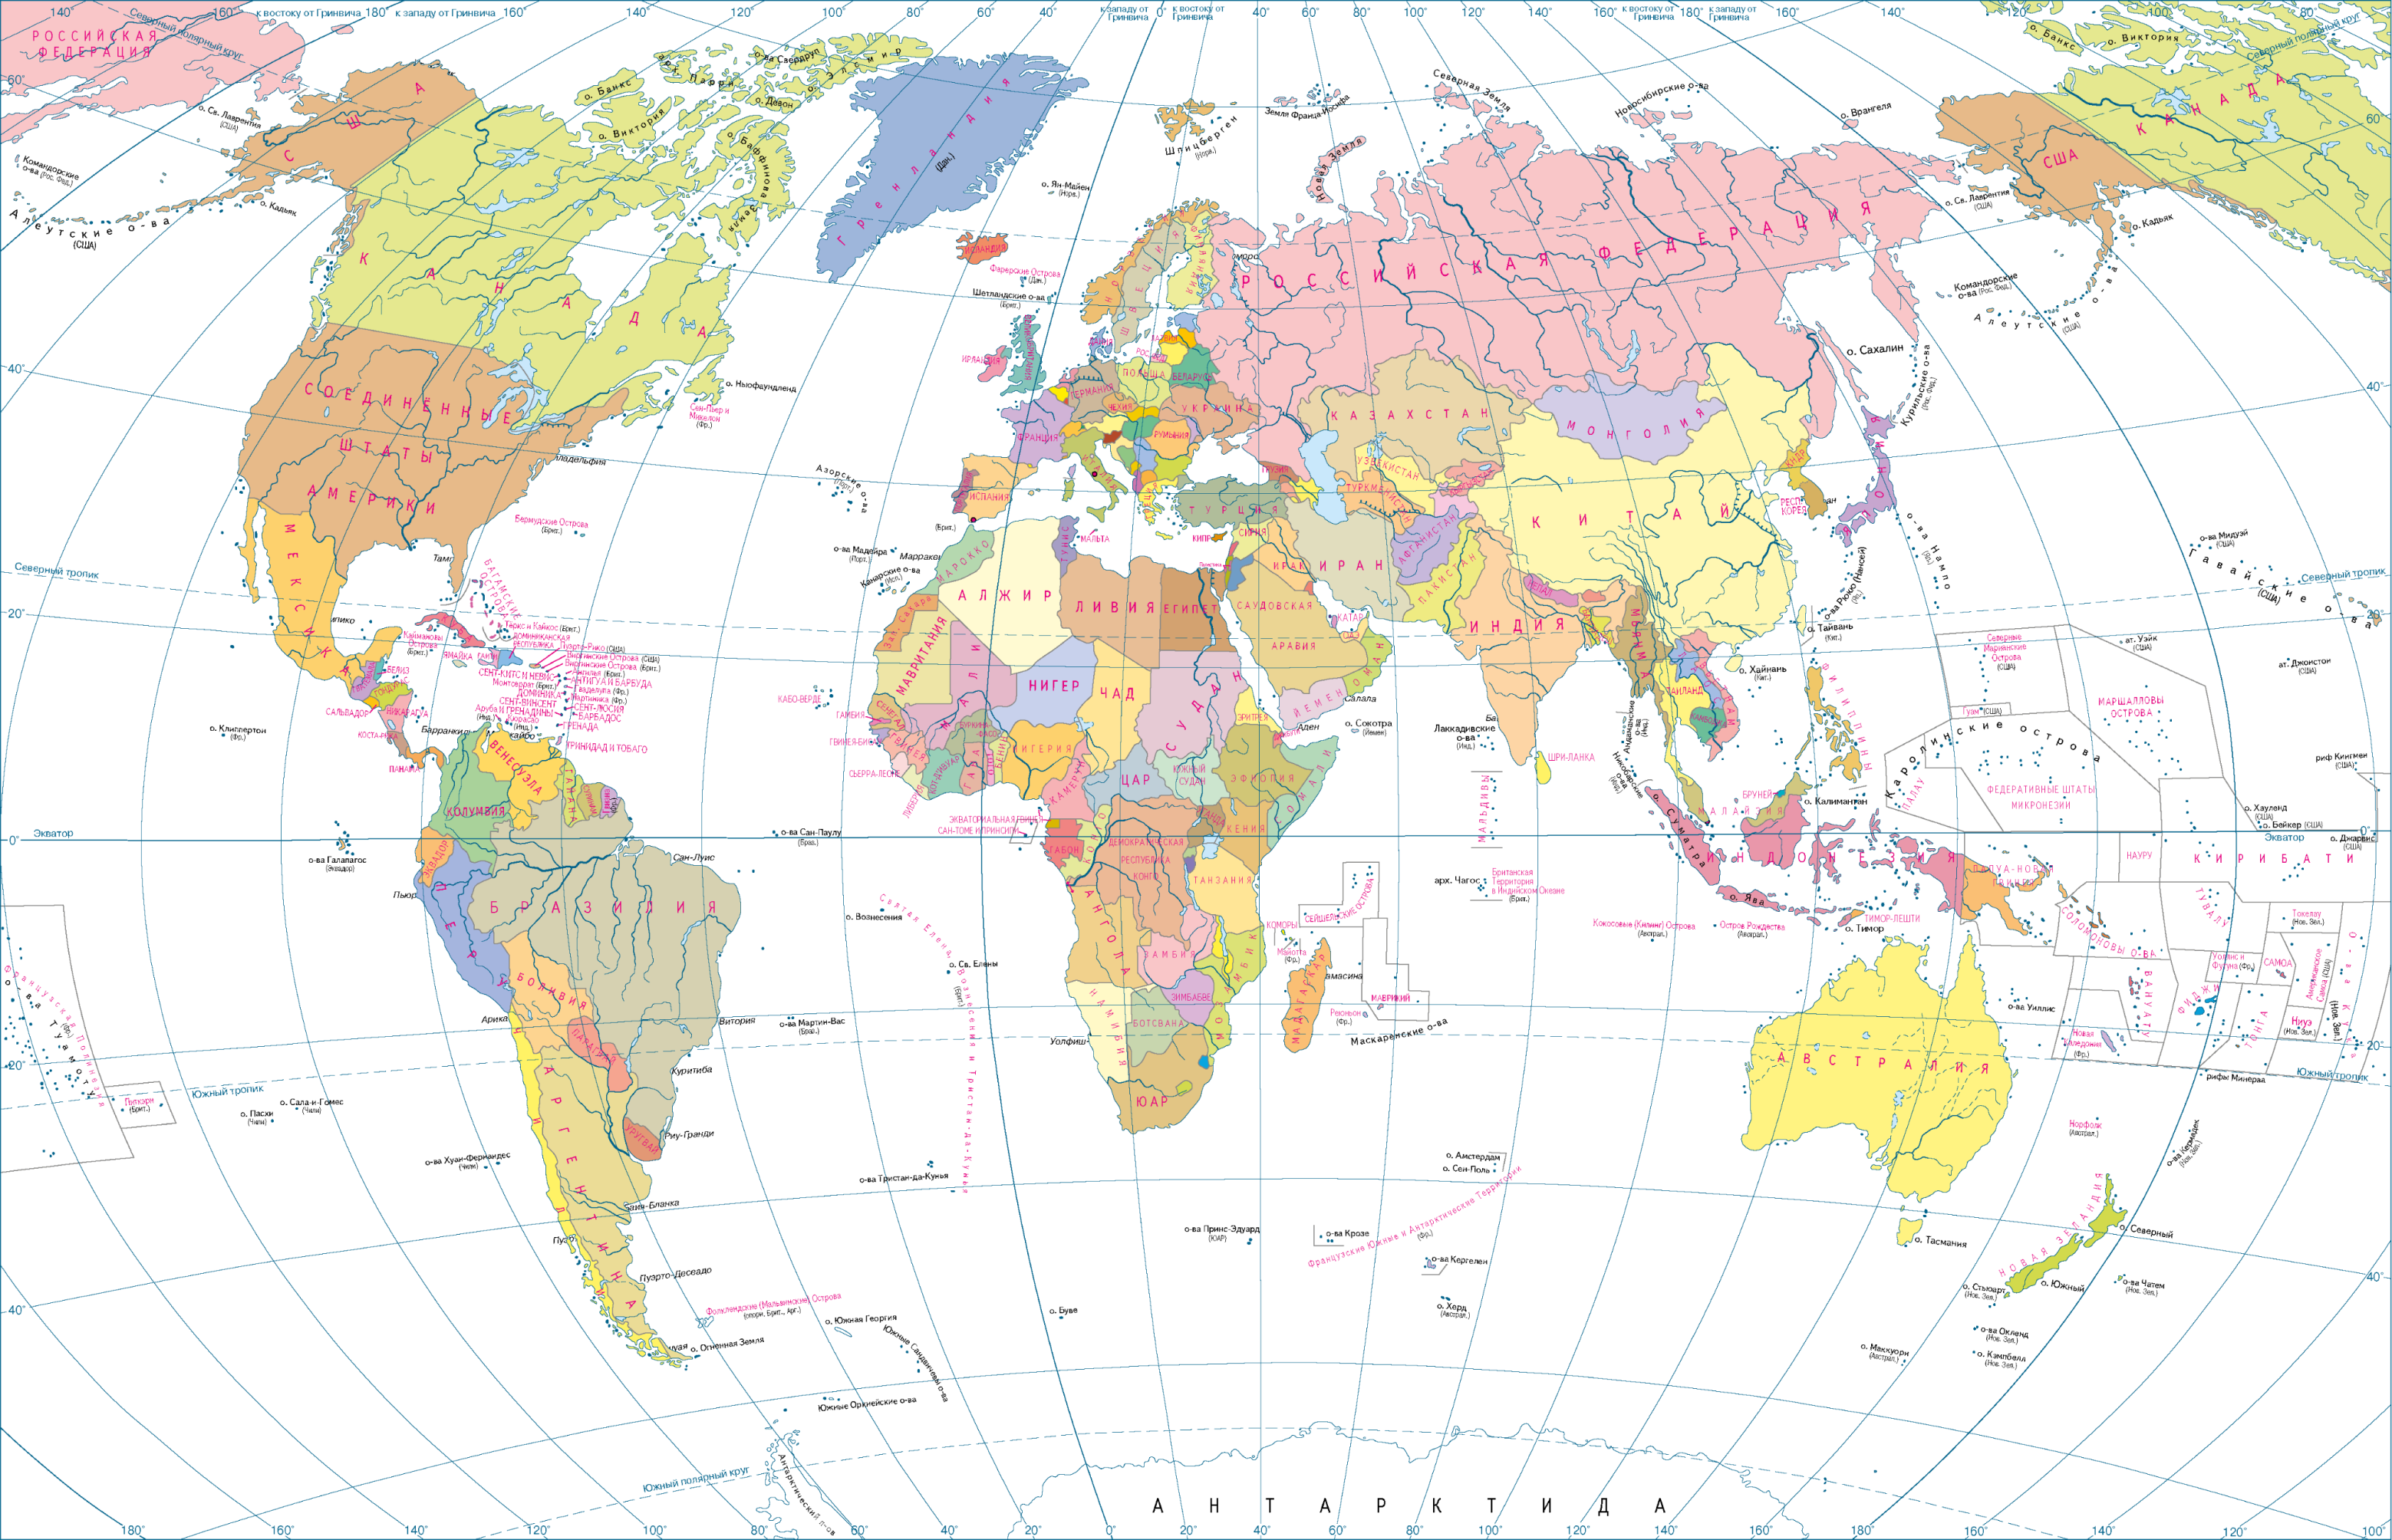 140°
160°
к востоку от Гринвича
180°
к западу от Гринвича
160°
140°
120°
100°
80°
60°
40°
к западу от
Гринвича
0°
к востоку от
Гринвича
40°
60°
80°
100°
120°
140°
160°
к востоку от
Гринвича
180°
к западу от
Гринвича
160°
140°
120°
100°
80°
Северный полярный круг
РОССИЙСКАЯ
ФЕДЕРАЦИЯ
60°
о. Св. Лаврентия
(США)
Командорские
о-ва (Рос. Фед.)
Алеутские о-ва
(США)
о. Кадьяк
США
о. Банкс
о. Виктория
арх. Парри
о-ва Свердруп
о. Элсмир
о. Девон
Баффинова Земля
КАНАДА
Гренландия
(Дан.)
ИСЛАНДИЯ
о. Ян-Майен
(Норв.)
Шпицберген
(Норв.)
Земля Франца-Иосифа
Северная Земля
Новая Земля
Новосибирские о-ва
о. Врангеля
РОССИЙСКАЯ ФЕДЕРАЦИЯ
США
КАНАДА
о. Банкс
о. Виктория
Северный полярный круг
60°
о. Св. Лаврентия
(США)
о. Кадьяк
Командорские
о-ва (Рос. Фед.)
Алеутские о-ва
(США)
Фарерские Острова
(Дан.)
Шетландские о-ва
(Брит.)
ИРЛАНДИЯ
ВЕЛИКОБРИТАНИЯ
ШВЕЦИЯ
ДАНИЯ
ПОЛЬША
БЕЛАРУСЬ
ГЕРМАНИЯ
ЧЕХИЯ
УКРАИНА
ФРАНЦИЯ
РУМЫНИЯ
ИСПАНИЯ
(Брит.)
МАЛЬТА
КИПР
ТУРЦИЯ
ГРУЗИЯ
СИРИЯ
ИРАК
ИРАН
КАЗАХСТАН
УЗБЕКИСТАН
ТУРКМЕНИСТАН
АФГАНИСТАН
ПАКИСТАН
МОНГОЛИЯ
КИТАЙ
КНДР
РЕСП.
КОРЕЯ
ЯПОНИЯ
о. Сахалин
Курильские о-ва
(Рос. Фед.)
о-ва Нампо
(Яп.)
о-ва Рюкю (Нансей)
(Яп.)
40°
СОЕДИНЁННЫЕ
ШТАТЫ
АМЕРИКИ
о. Ньюфаундленд
Сен-Пьер и
Микелон
(Фр.)
Бермудские Острова
(Брит.)
Азорские о-ва
(Порт.)
о-ва Мадейра
(Порт.)
Канарские о-ва
(Исп.)
МАРОККО
Зап. Сахара
АЛЖИР
ТУНИС
ЛИВИЯ
ЕГИПЕТ
САУДОВСКАЯ
АРАВИЯ
КАТАР
ОАЭ
ОМАН
ЙЕМЕН
Салала
Аден
о. Сокотра
(Йемен)
ИНДИЯ
НЕПАЛ
МЬЯНМА
ТАИЛАНД
ВЬЕТНАМ
КАМБОДЖА
о. Тайвань
(Кит.)
о. Хайнань
(Кит.)
ФИЛИППИНЫ
Северный тропик
20°
МЕКСИКА
БАГАМСКИЕ ОСТРОВА
Каймановы
Острова
(Брит.)
ЯМАЙКА
ГАИТИ
Теркс и Кайкос (Брит.)
ДОМИНИКАНСКАЯ
РЕСПУБЛИКА
Пуэрто-Рико (США)
Виргинские Острова (США)
Виргинские Острова (Брит.)
Ангилья (Брит.)
СЕНТ-КИТС И НЕВИС
АНТИГУА И БАРБУДА
Монтсеррат (Брит.)
Гваделупа (Фр.)
ДОМИНИКА
Мартиника (Фр.)
СЕНТ-ВИНСЕНТ
И ГРЕНАДИНЫ
СЕНТ-ЛЮСИЯ
БАРБАДОС
Аруба
(Нид.)
Кюрасао
(Нид.)
ГРЕНАДА
ТРИНИДАД И ТОБАГО
БЕЛИЗ
ГВАТЕМАЛА
ГОНДУРАС
САЛЬВАДОР
НИКАРАГУА
КОСТА-РИКА
ПАНАМА
о. Клиппертон
(Фр.)
ВЕНЕСУЭЛА
КОЛУМБИЯ
ГАЙАНА
ЭКВАДОР
ПЕРУ
БРАЗИЛИЯ
БОЛИВИЯ
ПАРАГВАЙ
УРУГВАЙ
АРГЕНТИНА
ЧИЛИ
Сан-Луис
Витория
Куритиба
Риу-Гранди
Пуэрто-Десеадо
Арика
Экватор
0°
о-ва Галапагос
(Эквадор)
о-ва Сан-Паулу
(Браз.)
КАБО-ВЕРДЕ
МАВРИТАНИЯ
МАЛИ
НИГЕР
ЧАД
СУДАН
ЭРИТРЕЯ
СЕНЕГАЛ
ГАМБИЯ
ГВИНЕЯ-БИСАУ
ГВИНЕЯ
СЬЕРРА-ЛЕОНЕ
ЛИБЕРИЯ
КОТ-Д'ИВУАР
ГАНА
ТОГО
БЕНИН
НИГЕРИЯ
КАМЕРУН
ЦАР
ЮЖНЫЙ
СУДАН
ЭФИОПИЯ
СОМАЛИ
КЕНИЯ
ЭКВАТОРИАЛЬНАЯ ГВИНЕЯ
САН-ТОМЕ И ПРИНСИПИ
ГАБОН
КОНГО
ДЕМОКРАТИЧЕСКАЯ
РЕСПУБЛИКА
КОНГО
ТАНЗАНИЯ
АНГОЛА
ЗАМБИЯ
ЗИМБАБВЕ
МОЗАМБИК
НАМИБИЯ
БОТСВАНА
ЮАР
МАДАГАСКАР
КОМОРЫ
Майотта
(Фр.)
СЕЙШЕЛЬСКИЕ ОСТРОВА
МАВРИКИЙ
Реюньон
(Фр.)
Маскаренские о-ва
Лаккадивские
о-ва
(Инд.)
МАЛЬДИВЫ
ШРИ-ЛАНКА
Андаманские
о-ва
(Инд.)
Никобарские
о-ва
(Инд.)
арх. Чагос
Британская
Территория
в Индийском Океане
(Брит.)
МАЛАЙЗИЯ
БРУНЕЙ
о. Калимантан
о. Суматра
ИНДОНЕЗИЯ
о. Ява
ТИМОР-ЛЕШТИ
о. Тимор
Кокосовые (Килинг) Острова
(Австрал.)
Остров Рождества
(Австрал.)
ПАПУА-НОВАЯ
ГВИНЕЯ
ПАЛАУ
Каролинские острова
ФЕДЕРАТИВНЫЕ ШТАТЫ
МИКРОНЕЗИИ
Северные
Марианские
Острова
(США)
Гуам (США)
МАРШАЛЛОВЫ
ОСТРОВА
ат. Уэйк
(США)
ат. Джонстон
(США)
о-ва Мидуэй
(США)
Гавайские о-ва
(США)
Северный тропик
20°
риф Кингмен
(США)
о. Хауленд
(США)
о. Бейкер (США)
Экватор
0°
о. Джарвис
(США)
НАУРУ
КИРИБАТИ
ТУВАЛУ
СОЛОМОНОВЫ О-ВА
Токелау
(Нов. Зел.)
Уоллис и
Футуна (Фр.)
САМОА
Американское
Самоа (США)
о-ва Кука
(Нов. Зел.)
ВАНУАТУ
ФИДЖИ
ТОНГА
Ниуэ
(Нов. Зел.)
Новая
Каледония
(Фр.)
о-ва Уиллис
АВСТРАЛИЯ
20°
Южный тропик
рифы Минерва
Норфолк
(Австрал.)
о-ва Кермадек
(Нов. Зел.)
НОВАЯ ЗЕЛАНДИЯ
о. Северный
о. Южный
о. Стюарт
(Нов. Зел.)
о-ва Чатем
(Нов. Зел.)
о. Тасмания
о-ва Окленд
(Нов. Зел.)
о. Кэмпбелл
(Нов. Зел.)
о. Маккуори
(Австрал.)
40°
Французская Полинезия
(Фр.)
о-ва Туамоту
20°
Питкэрн
(Брит.)
Южный тропик
о. Пасхи
(Чили)
о. Сала-и-Гомес
(Чили)
о-ва Хуан-Фернандес
(Чили)
о. Вознесения
о. Св. Елены
(Брит.)
Святая Елена, Вознесения и Тристан-да-Кунья
о-ва Мартин-Вас
(Браз.)
о-ва Тристан-да-Кунья
о. Амстердам
о. Сен-Поль
Французские Южные и Антарктические Территории
(Фр.)
о-ва Принс-Эдуард
(ЮАР)
о-ва Крозе
о-ва Кергелен
о. Херд
(Австрал.)
о. Буве
40°
Фолклендские (Мальвинские) Острова
(спорн. Брит., Арг.)
о. Огненная Земля
о. Южная Георгия
Южные Сандвичевы о-ва
Южные Оркнейские о-ва
Антарктический п-ов
Южный полярный круг
АНТАРКТИДА
180°
160°
140°
120°
100°
80°
60°
40°
20°
0°
20°
40°
60°
80°
100°
120°
140°
160°
180°
160°
140°
120°
100°